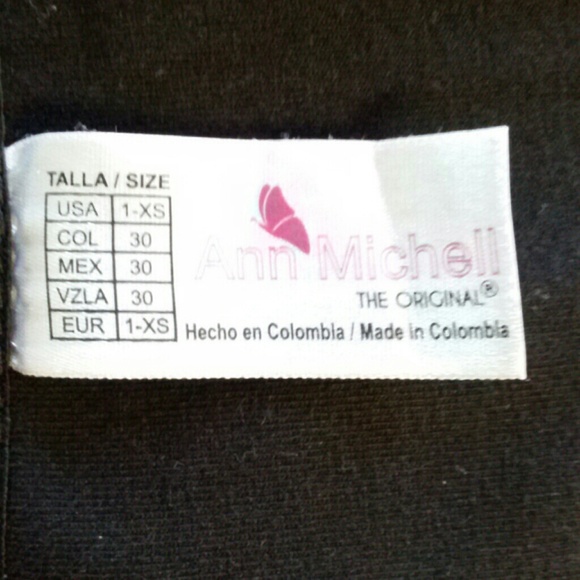 TALLA / SIZE
USA 1-XS
COL 30
MEX 30
VZLA 30
EUR 1-XS
Ann Michell
THE ORIGINAL®
Hecho en Colombia / Made in Colombia